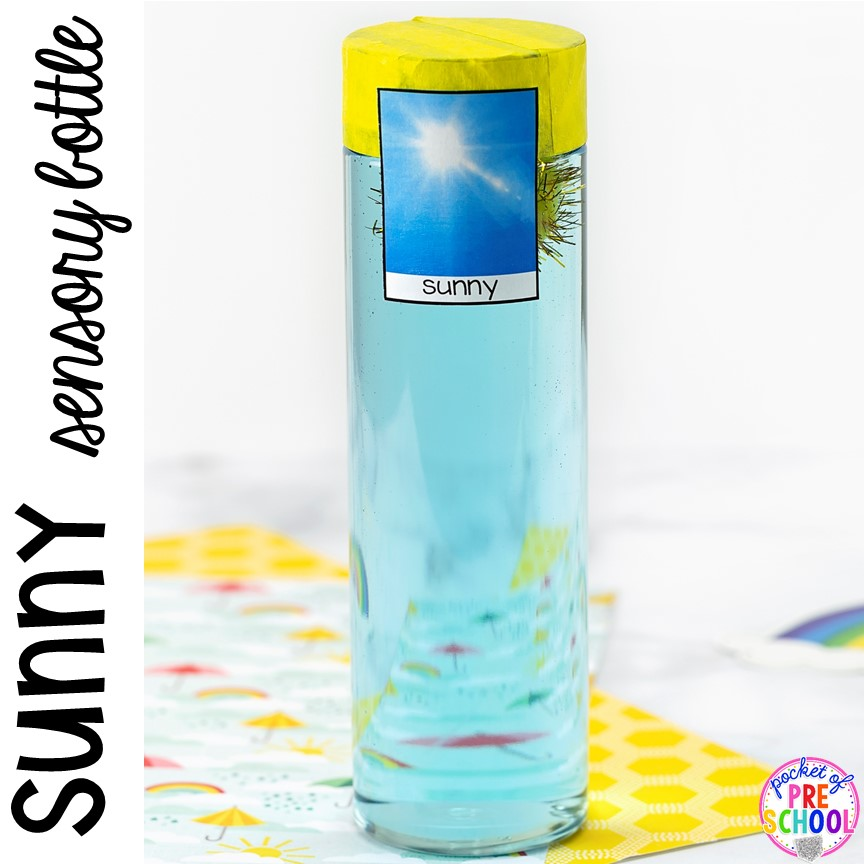 SUNNY sensory bottle
sunny
pocket of
PRE
SCHOOL